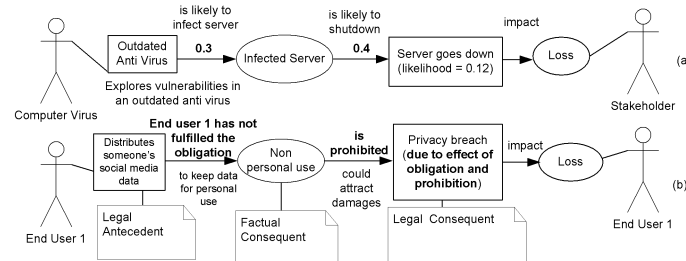 is likely to
infect server
is likely to
shutdown
impact
Outdated
Anti Virus
0.3
Infected Server
0.4
Server goes down
(likelihood = 0.12)
Loss
(a
Explores vulnerabilities in
an outdated anti virus
Computer Virus
Stakeholder
End user 1 has not
fulfilled the
obligation
Distributes
someone's
social media
data
to keep data
for personal
use
Non
personal use
is
prohibited
could
attract
damages
Privacy breach
(due to effect of
obligation and
prohibition)
impact
Loss
(b)
Legal
Antecedent
Factual
Consequent
Legal Consequent
End User 1
End User 1